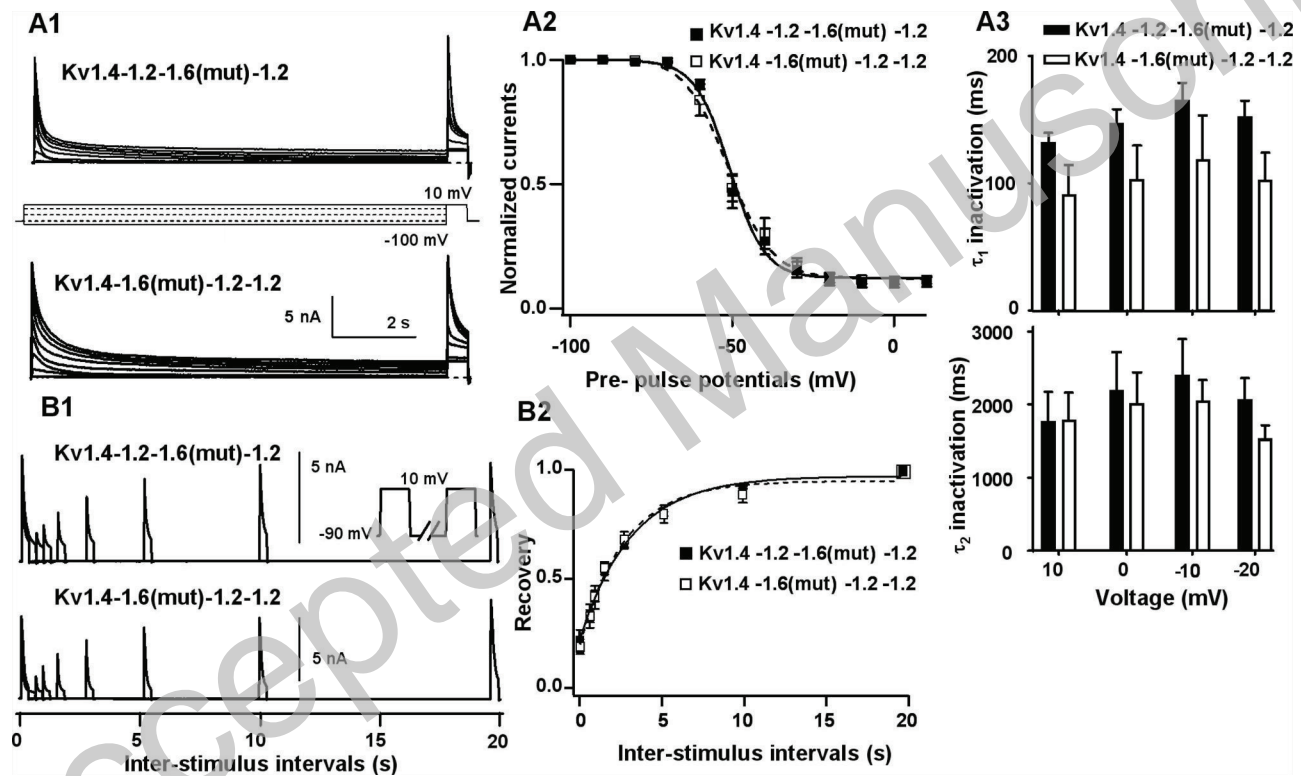 A1
Kv1.4-1.2-1.6(mut)-1.2
10 mV
-100 mV
Kv1.4-1.6(mut)-1.2-1.2
5 nA
2 s
A2
Kv1.4 -1.2 -1.6(mut) -1.2
Kv1.4 -1.6(mut) -1.2 -1.2
Normalized currents
1.0
0.5
0.0
-100
-50
0
Pre- pulse potentials (mV)
A3
Kv1.4 -1.2 -1.6(mut) -1.2
Kv1.4 -1.6(mut) -1.2 -1.2
τ1 inactivation (ms)
200
100
0
τ2 inactivation (ms)
3000
2000
1000
0
10
0
-10
-20
Voltage (mV)
B1
Kv1.4-1.2-1.6(mut)-1.2
5 nA
10 mV
-90 mV
Kv1.4-1.6(mut)-1.2-1.2
5 nA
0
5
10
15
20
Inter-stimulus intervals (s)
B2
Recovery
1.0
0.5
0.0
Kv1.4 -1.2 -1.6(mut) -1.2
Kv1.4 -1.6(mut) -1.2 -1.2
0
5
10
15
20
Inter-stimulus intervals (s)
Accepted Manuscript